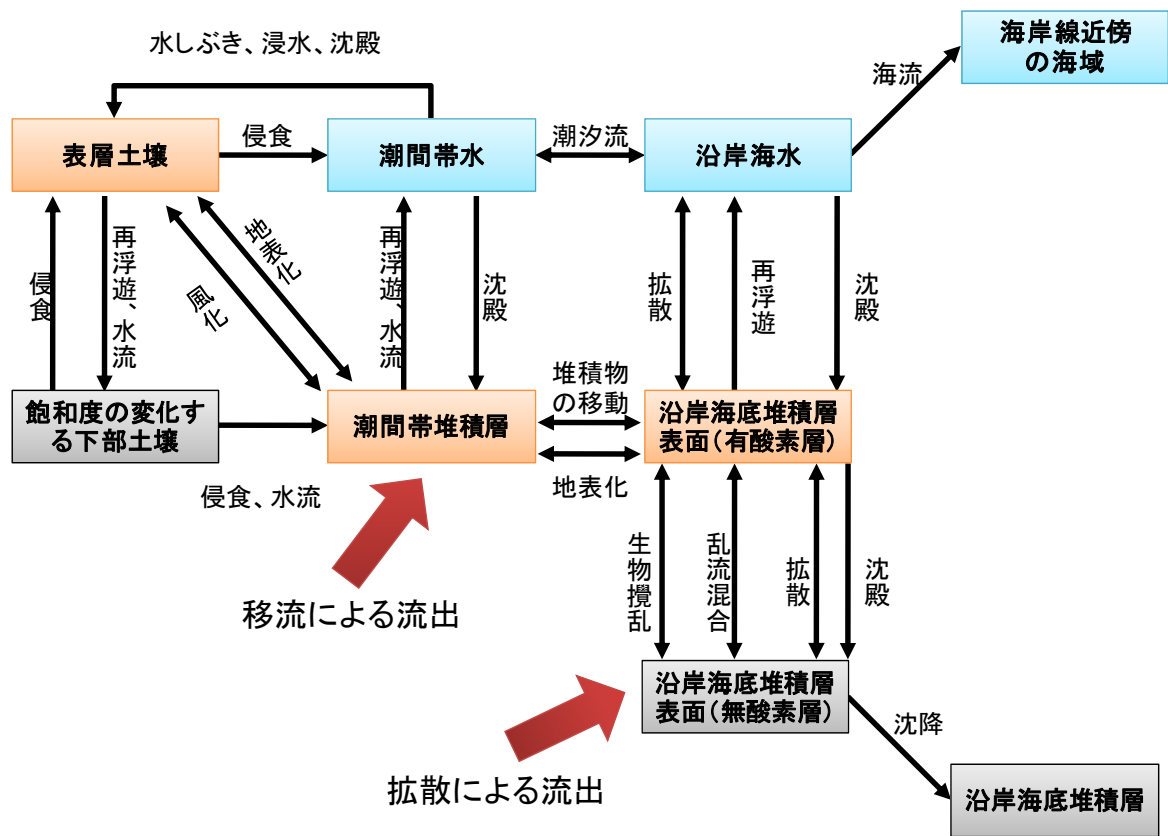 水しぶき、浸水、沈殿
海岸線近傍
の海域
海流
表層土壌
侵食
潮間帯水
潮汐流
沿岸海水
侵食
再浮遊、水流
地表化
風化
再浮遊、水流
沈殿
拡散
再浮遊
沈殿
飽和度の変化す
る下部土壌
潮間帯堆積層
堆積物
の移動
沿岸海底堆積層
表面(有酸素層)
侵食、水流
地表化
移流による流出
生物攪乱
乱流混合
拡散
沈殿
沿岸海底堆積層
表面(無酸素層)
拡散による流出
沈降
沿岸海底堆積層